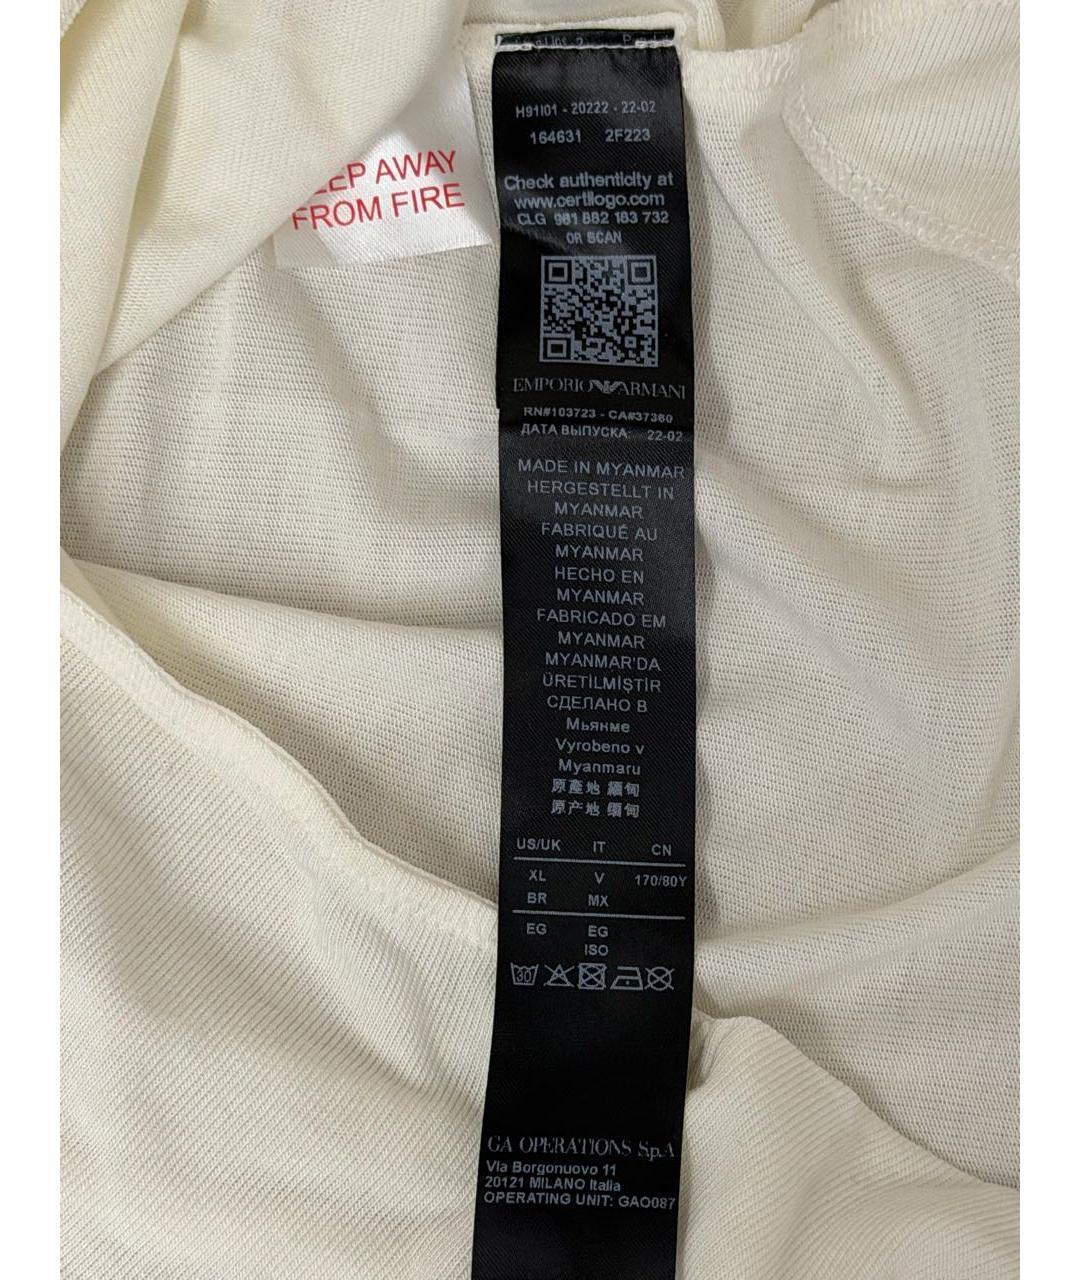 H91I01 - 20222 - 22-02
164631 2F223
Check authenticity at
www.certilogo.com
CLG 981 882 183 732
OR SCAN
EMPORIO ARMANI
RN#103723 - CA#37360
ДАТА ВЫПУСКА: 22-02
MADE IN MYANMAR
HERGESTELLT IN
MYANMAR
FABRIQUÉ AU
MYANMAR
HECHO EN
MYANMAR
FABRICADO EM
MYANMAR
MYANMAR'DA
ÜRETİLMİŞTİR
СДЕЛАНО В
Мьянме
Vyrobeno v
Myanmaru
原產地 緬甸
原产地 缅甸
US/UK IT CN
XL V 170/80Y
BR MX
EG EG
ISO
30
GA OPERATIONS S.p.A
Via Borgonuovo 11
20121 MILANO Italia
OPERATING UNIT: GAO087
AWAY
FROM FIRE